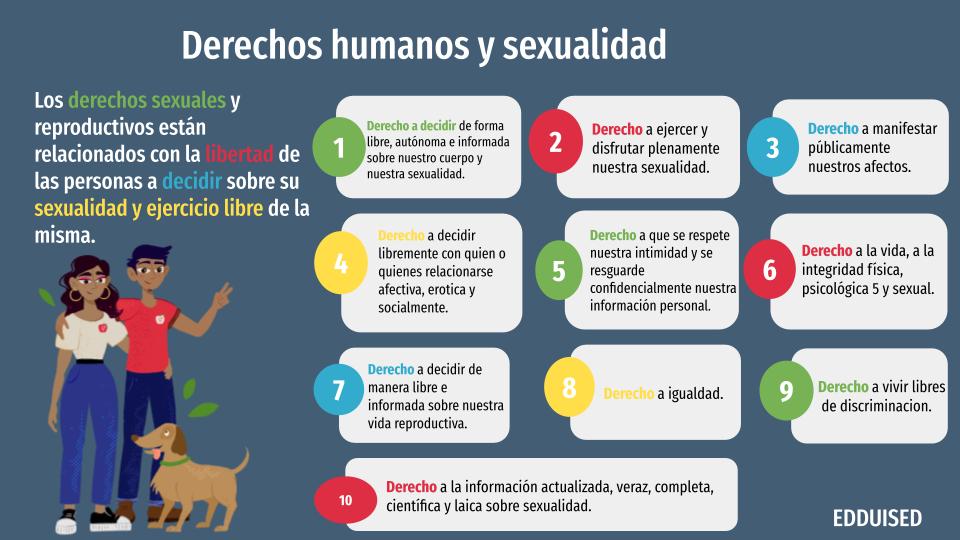 Derechos humanos y sexualidad
Los derechos sexuales y
reproductivos están
relacionados con la libertad de
las personas a decidir sobre su
sexualidad y ejercicio libre de la
misma.
1
Derecho a decidir de forma
libre, autónoma e informada
sobre nuestro cuerpo y
nuestra sexualidad.
2
Derecho a ejercer y
disfrutar plenamente
nuestra sexualidad.
3
Derecho a manifestar
públicamente
nuestros afectos.
4
Derecho a decidir
libremente con quien o
quienes relacionarse
afectiva, erotica y
socialmente.
5
Derecho a que se respete
nuestra intimidad y se
resguarde
confidencialmente nuestra
información personal.
6
Derecho a la vida, a la
integridad física,
psicológica 5 y sexual.
7
Derecho a decidir de
manera libre e
informada sobre nuestra
vida reproductiva.
8
Derecho a igualdad.
9
Derecho a vivir libres
de discriminacion.
10
Derecho a la información actualizada, veraz, completa,
científica y laica sobre sexualidad.
EDDUISED